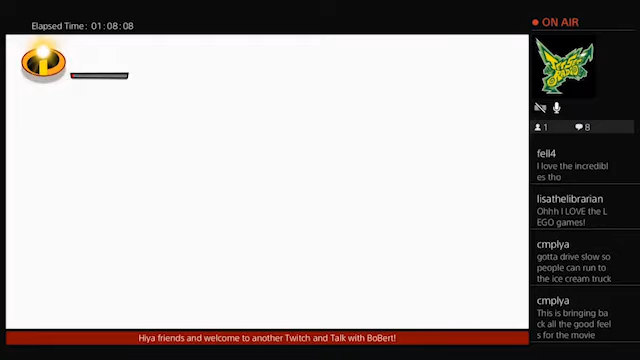 Elapsed Time: 01:08:08
ON AIR
1
8
fell4
I love the incredibl
es tho
lisathelibrarian
Ohhh I LOVE the L
EGO games!
cmplya
gotta drive slow so
people can run to
the ice cream truck
cmplya
This is bringing ba
ck all the good feel
s for the movie
Hiya friends and welcome to another Twitch and Talk with BoBert!